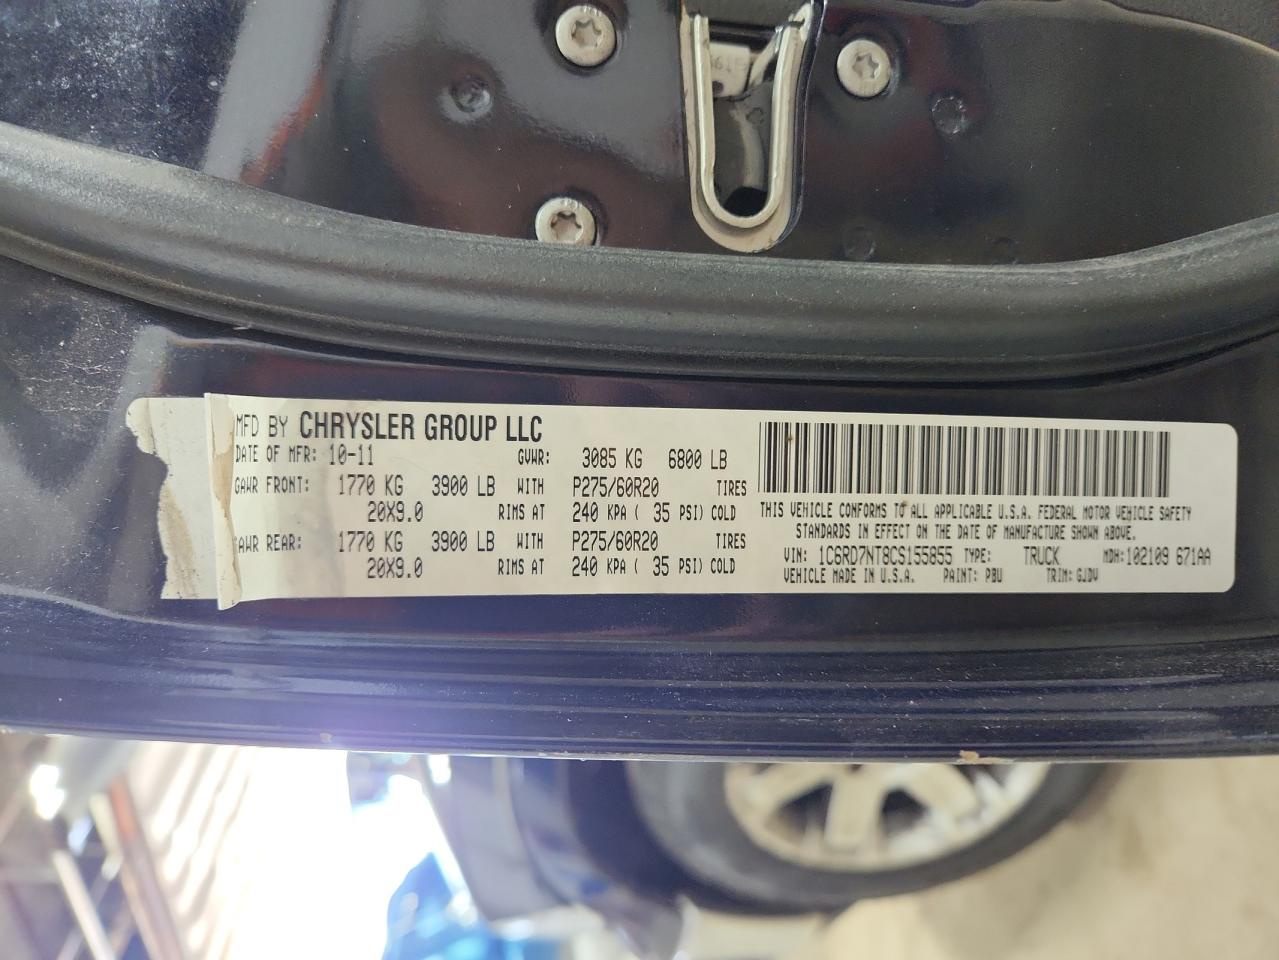 MFD BY CHRYSLER GROUP LLC
DATE OF MFR: 10-11 GVWR: 3085 KG 6800 LB
GAWR FRONT: 1770 KG 3900 LB WITH P275/60R20 TIRES
20X9.0 RIMS AT 240 KPA ( 35 PSI) COLD
AWR REAR: 1770 KG 3900 LB WITH P275/60R20 TIRES
20X9.0 RIMS AT 240 KPA ( 35 PSI) COLD
THIS VEHICLE CONFORMS TO ALL APPLICABLE U.S.A. FEDERAL MOTOR VEHICLE SAFETY
STANDARDS IN EFFECT ON THE DATE OF MANUFACTURE SHOWN ABOVE.
VIN: 1C6RD7NT8CS155855 TYPE: TRUCK MDH:102109 671AA
VEHICLE MADE IN U.S.A. PAINT: PBU TRIM: GJDV